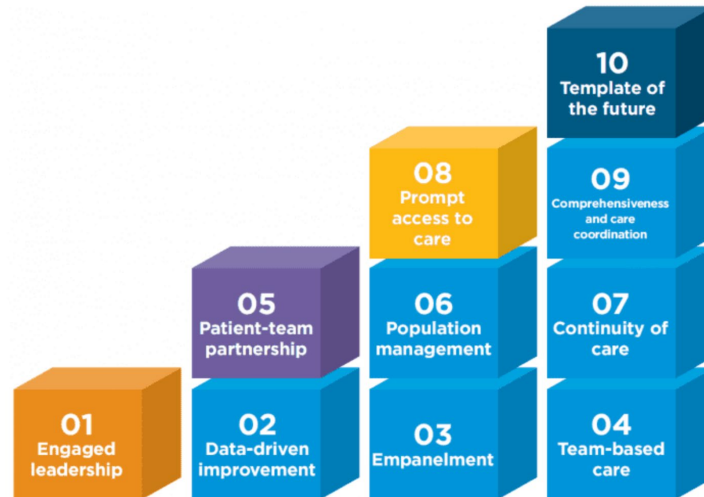 10
Template of
the future
08
Prompt
access to
care
09
Comprehensiveness
and care
coordination
05
Patient-team
partnership
06
Population
management
07
Continuity of
care
01
Engaged
leadership
02
Data-driven
improvement
03
Empanelment
04
Team-based
care